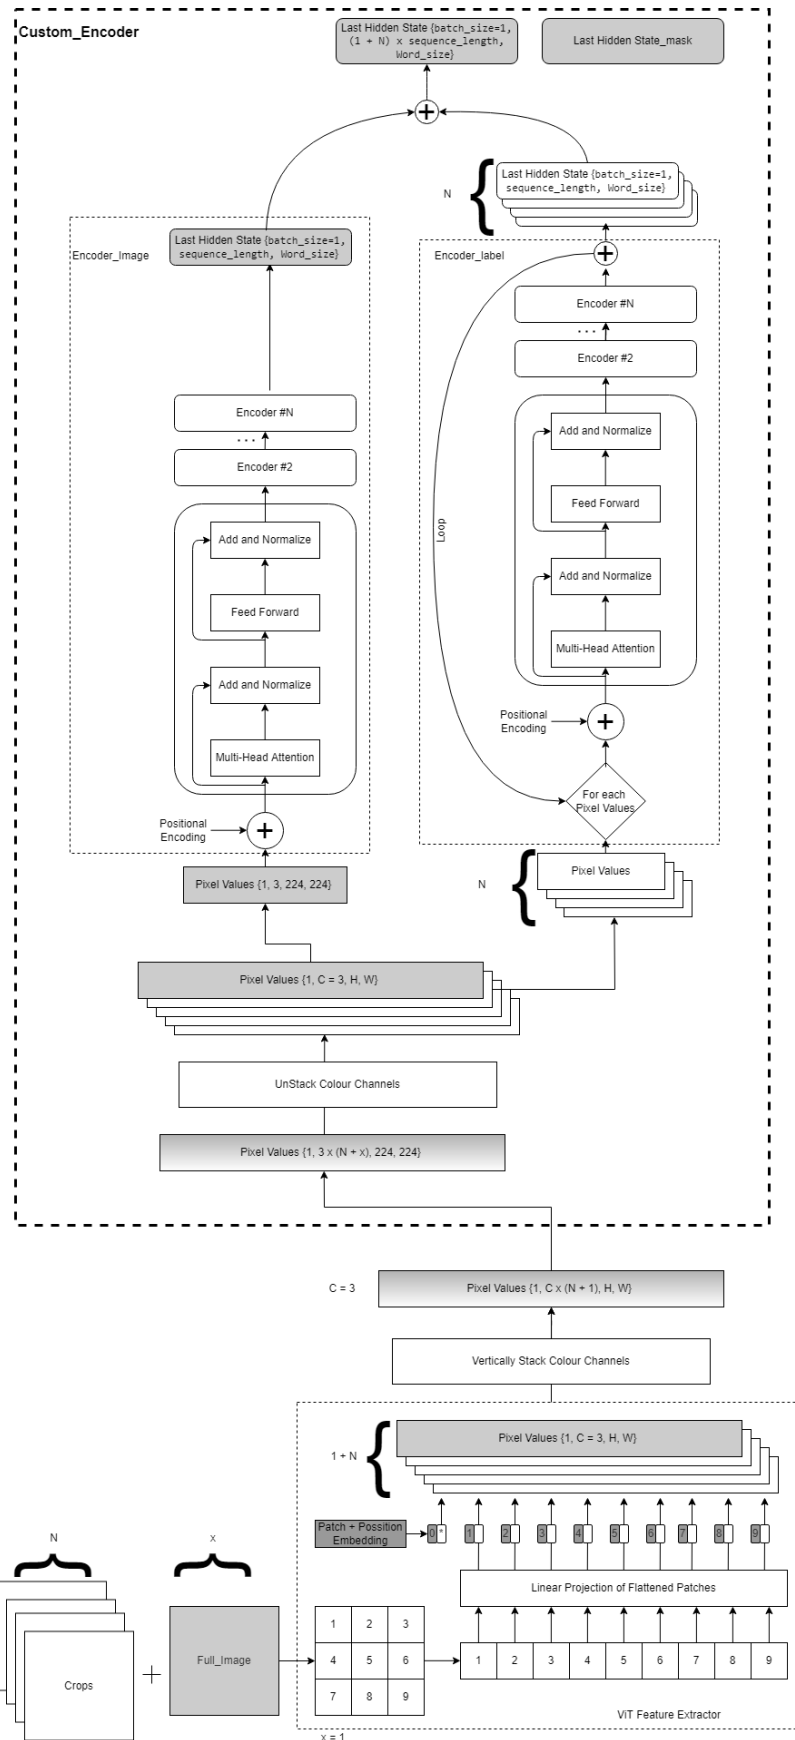 Custom_Encoder
Last Hidden State {batch_size=1,
(1 + N) x sequence_length,
Word_size}
Last Hidden State_mask
+
N
Last Hidden State {batch_size=1,
sequence_length, Word_size}
Encoder_Image
Last Hidden State {batch_size=1,
sequence_length, Word_size}
Encoder #N
...
Encoder #2
Add and Normalize
Feed Forward
Add and Normalize
Multi-Head Attention
Positional
Encoding
+
Pixel Values {1, 3, 224, 224}
Encoder_label
+
Encoder #N
...
Encoder #2
Add and Normalize
Feed Forward
Add and Normalize
Multi-Head Attention
Loop
Positional
Encoding
+
For each
Pixel Values
N
Pixel Values
Pixel Values {1, C = 3, H, W}
UnStack Colour Channels
Pixel Values {1, 3 x (N + x), 224, 224}
C = 3
Pixel Values {1, C x (N + 1), H, W}
Vertically Stack Colour Channels
1 + N
Pixel Values {1, C = 3, H, W}
Patch + Possition
Embedding
0 * 1 2 3 4 5 6 7 8 9
Linear Projection of Flattened Patches
N
x
Crops
+
Full_Image
1 2 3
4 5 6
7 8 9
x = 1
1 2 3 4 5 6 7 8 9
ViT Feature Extractor